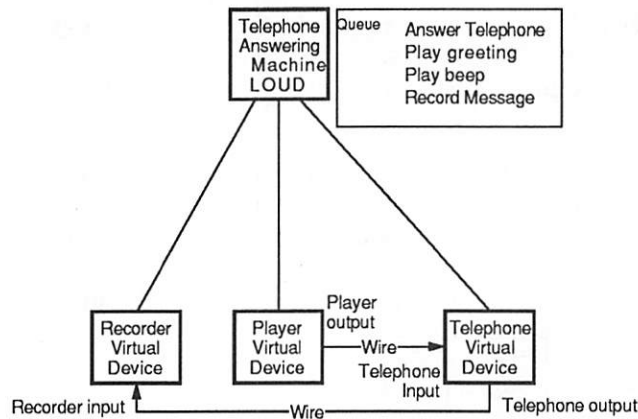 Telephone
Answering
Machine
LOUD
Queue
Answer Telephone
Play greeting
Play beep
Record Message
Recorder
Virtual
Device
Player
Virtual
Device
Player
output
Wire
Telephone
Input
Telephone
Virtual
Device
Recorder input
Wire
Telephone output